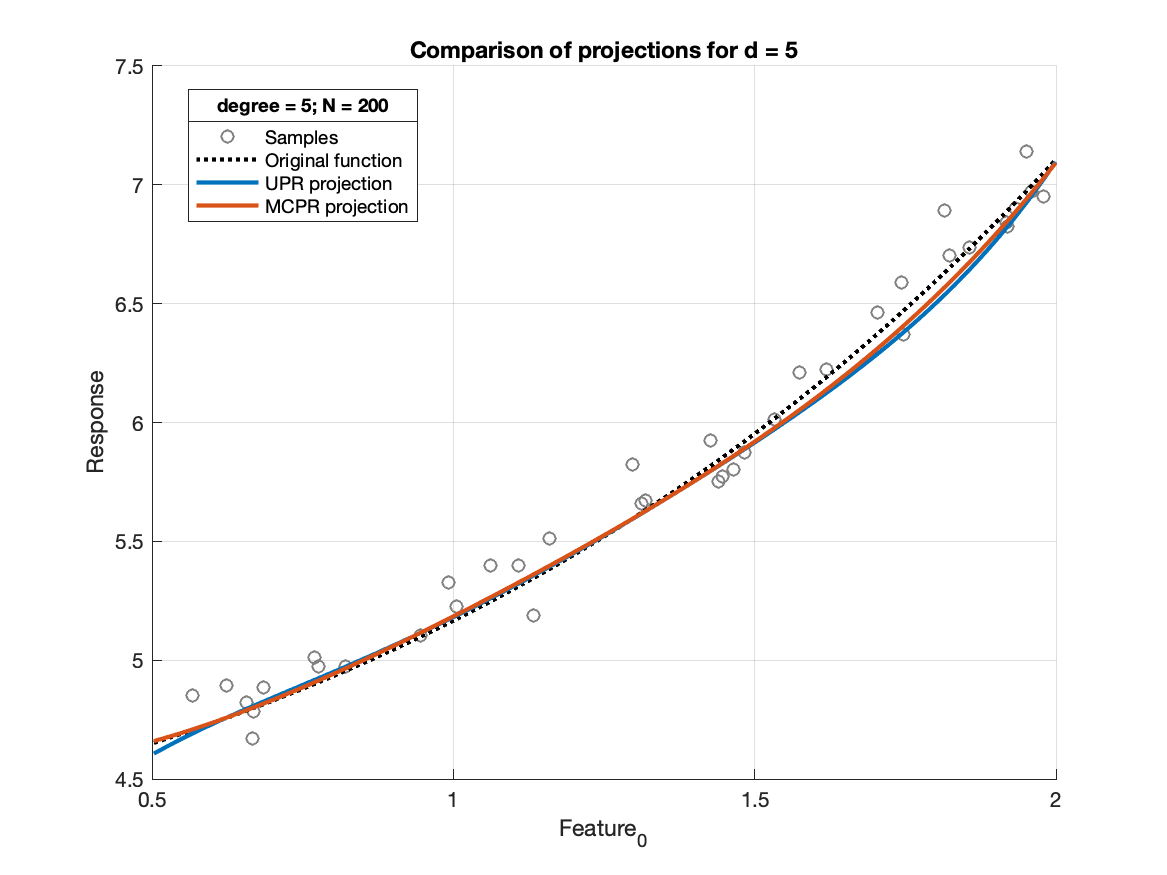 Comparison of projections for d = 5
7.5
7
6.5
6
5.5
5
4.5
Response
degree = 5; N = 200
Samples
Original function
UPR projection
MCPR projection
0.5
1
1.5
2
Feature_0